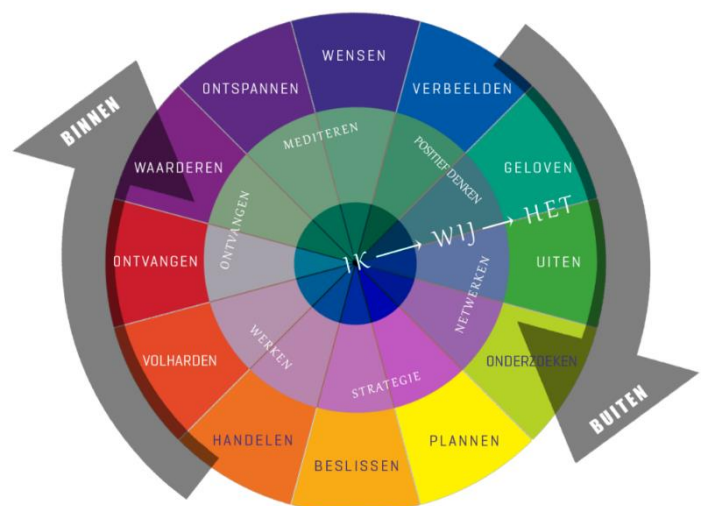 WENSEN
VERBEELDEN
GELOVEN
UITEN
ONDERZOEKEN
PLANNEN
BESLISSEN
HANDELEN
VOLHARDEN
ONTVANGEN
WAARDEREN
ONTSPANNEN
MEDITEREN
POSITIEF DENKEN
NETWERKEN
STRATEGIE
WERKEN
ONTVANGEN
IK → WIJ → HET
BINNEN
BUITEN